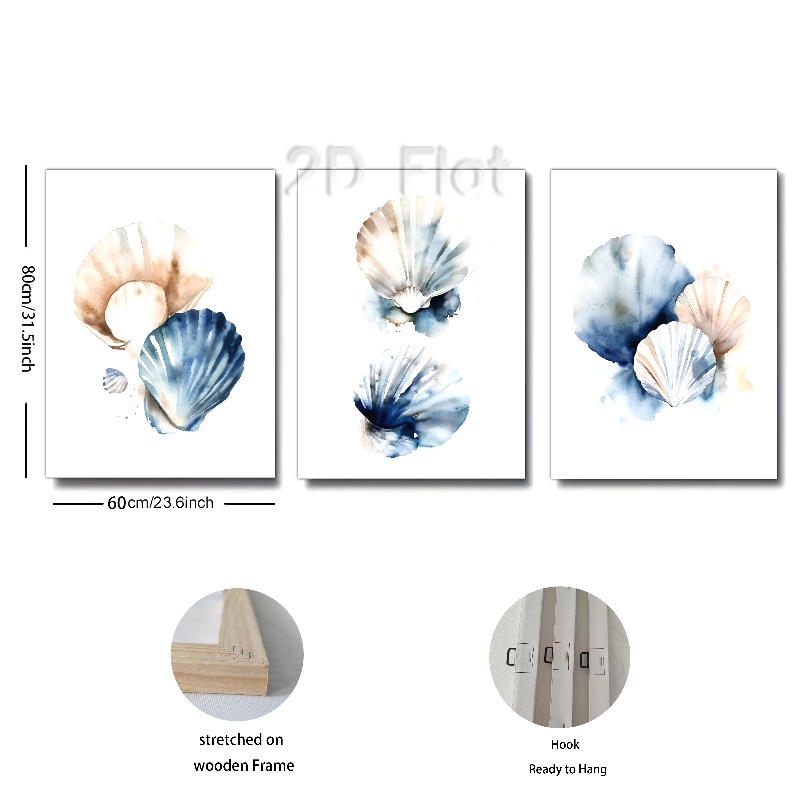 2D Flat
80cm/31.5inch
60cm/23.6inch
stretched on
wooden Frame
Hook
Ready to Hang